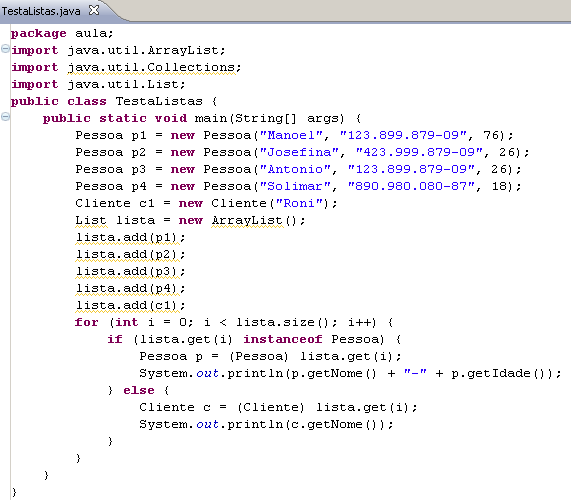 TestaListas.java
package aula;
import java.util.ArrayList;
import java.util.Collections;
import java.util.List;
public class TestaListas {
    public static void main(String[] args) {
        Pessoa p1 = new Pessoa("Manoel", "123.899.879-09", 76);
        Pessoa p2 = new Pessoa("Josefina", "423.999.879-09", 26);
        Pessoa p3 = new Pessoa("Antonio", "123.899.879-09", 26);
        Pessoa p4 = new Pessoa("Solimar", "890.980.080-87", 18);
        Cliente c1 = new Cliente("Roni");
        List lista = new ArrayList();
        lista.add(p1);
        lista.add(p2);
        lista.add(p3);
        lista.add(p4);
        lista.add(c1);
        for (int i = 0; i < lista.size(); i++) {
            if (lista.get(i) instanceof Pessoa) {
                Pessoa p = (Pessoa) lista.get(i);
                System.out.println(p.getNome() + "-" + p.getIdade());
            } else {
                Cliente c = (Cliente) lista.get(i);
                System.out.println(c.getNome());
            }
        }
    }
}